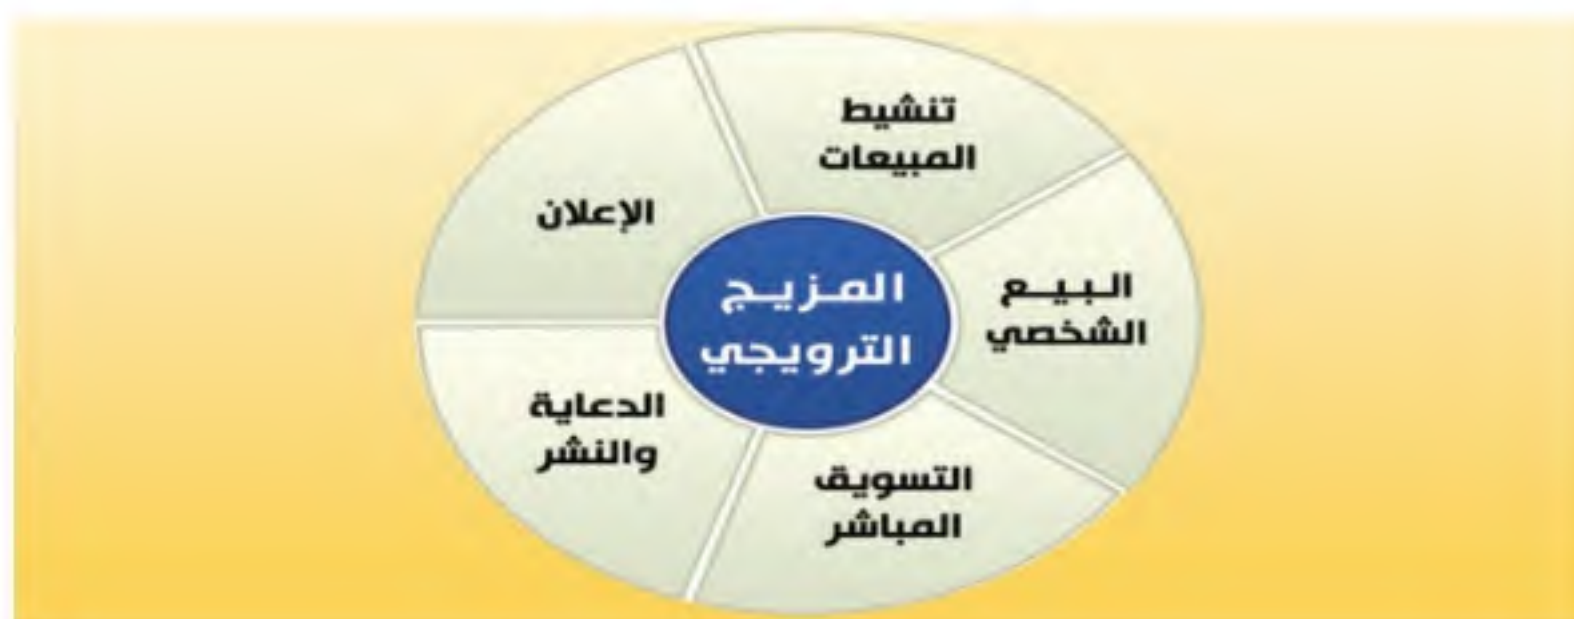 المزيج
الترويجي
تنشيط
المبيعات
البيع
الشخصي
التسويق
المباشر
الدعاية
والنشر
الإعلان